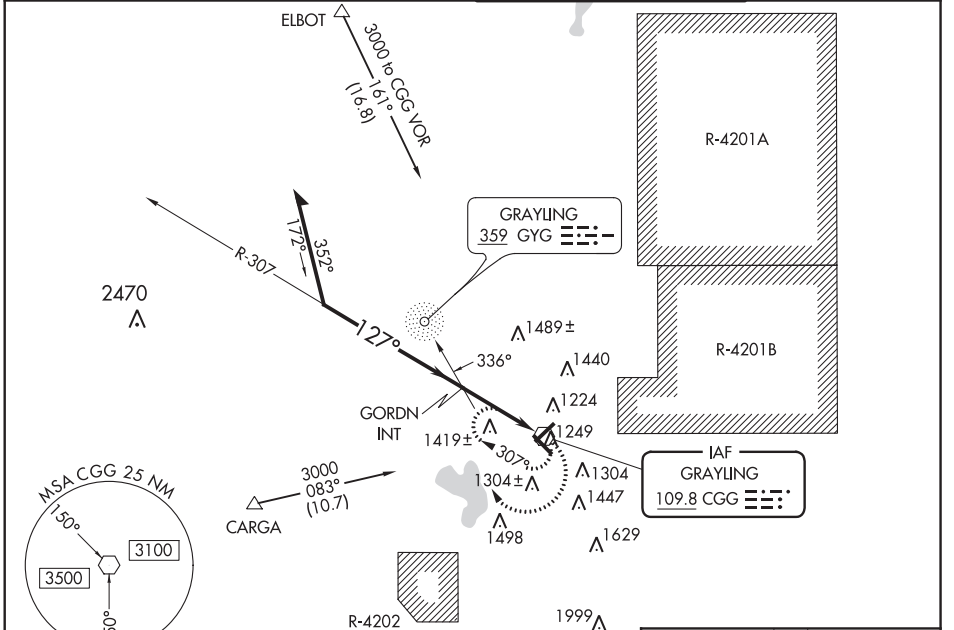 ELBOT
3000 to CGG VOR
161°
(16.8)
R-4201A
GRAYLING
359 GYG
172°
352°
R-307
2470
127°
1489±
336°
1440
R-4201B
GORDN
INT
1224
1419±
1249
307°
IAF
GRAYLING
109.8 CGG
1304±
1304
1447
3000
083°
(10.7)
CARGA
1498
1629
MSA CGG 25 NM
150°
3100
3500
R-4202
1999